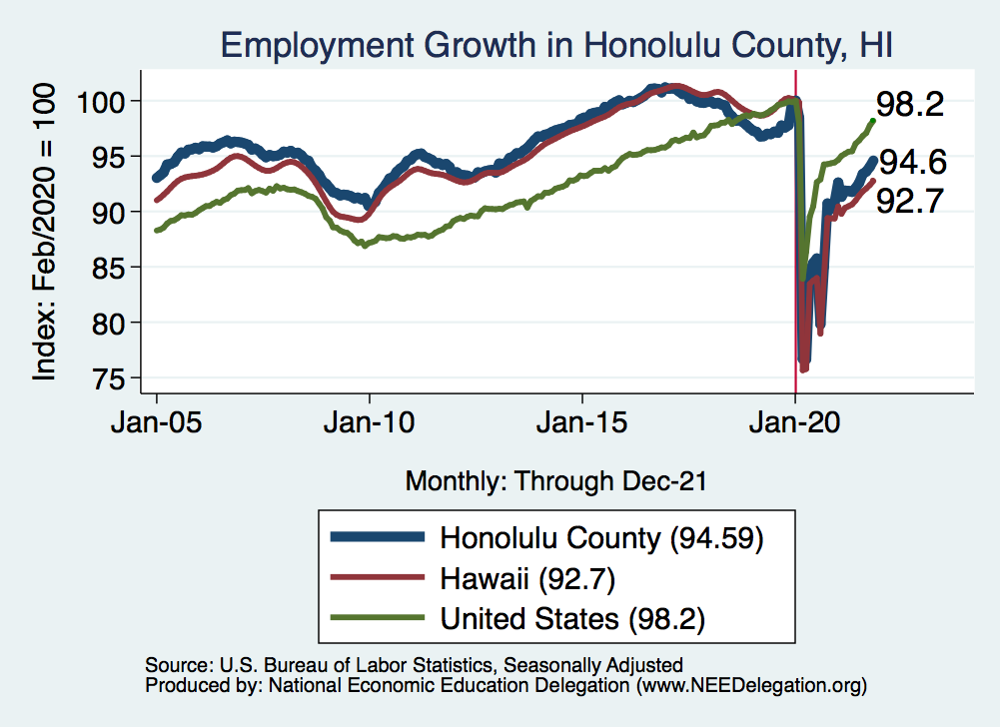 Employment Growth in Honolulu County, HI
Index: Feb/2020 = 100
100
95
90
85
80
75
98.2
94.6
92.7
Jan-05 Jan-10 Jan-15 Jan-20
Monthly: Through Dec-21
Honolulu County (94.59)
Hawaii (92.7)
United States (98.2)
Source: U.S. Bureau of Labor Statistics, Seasonally Adjusted
Produced by: National Economic Education Delegation (www.NEEDelegation.org)